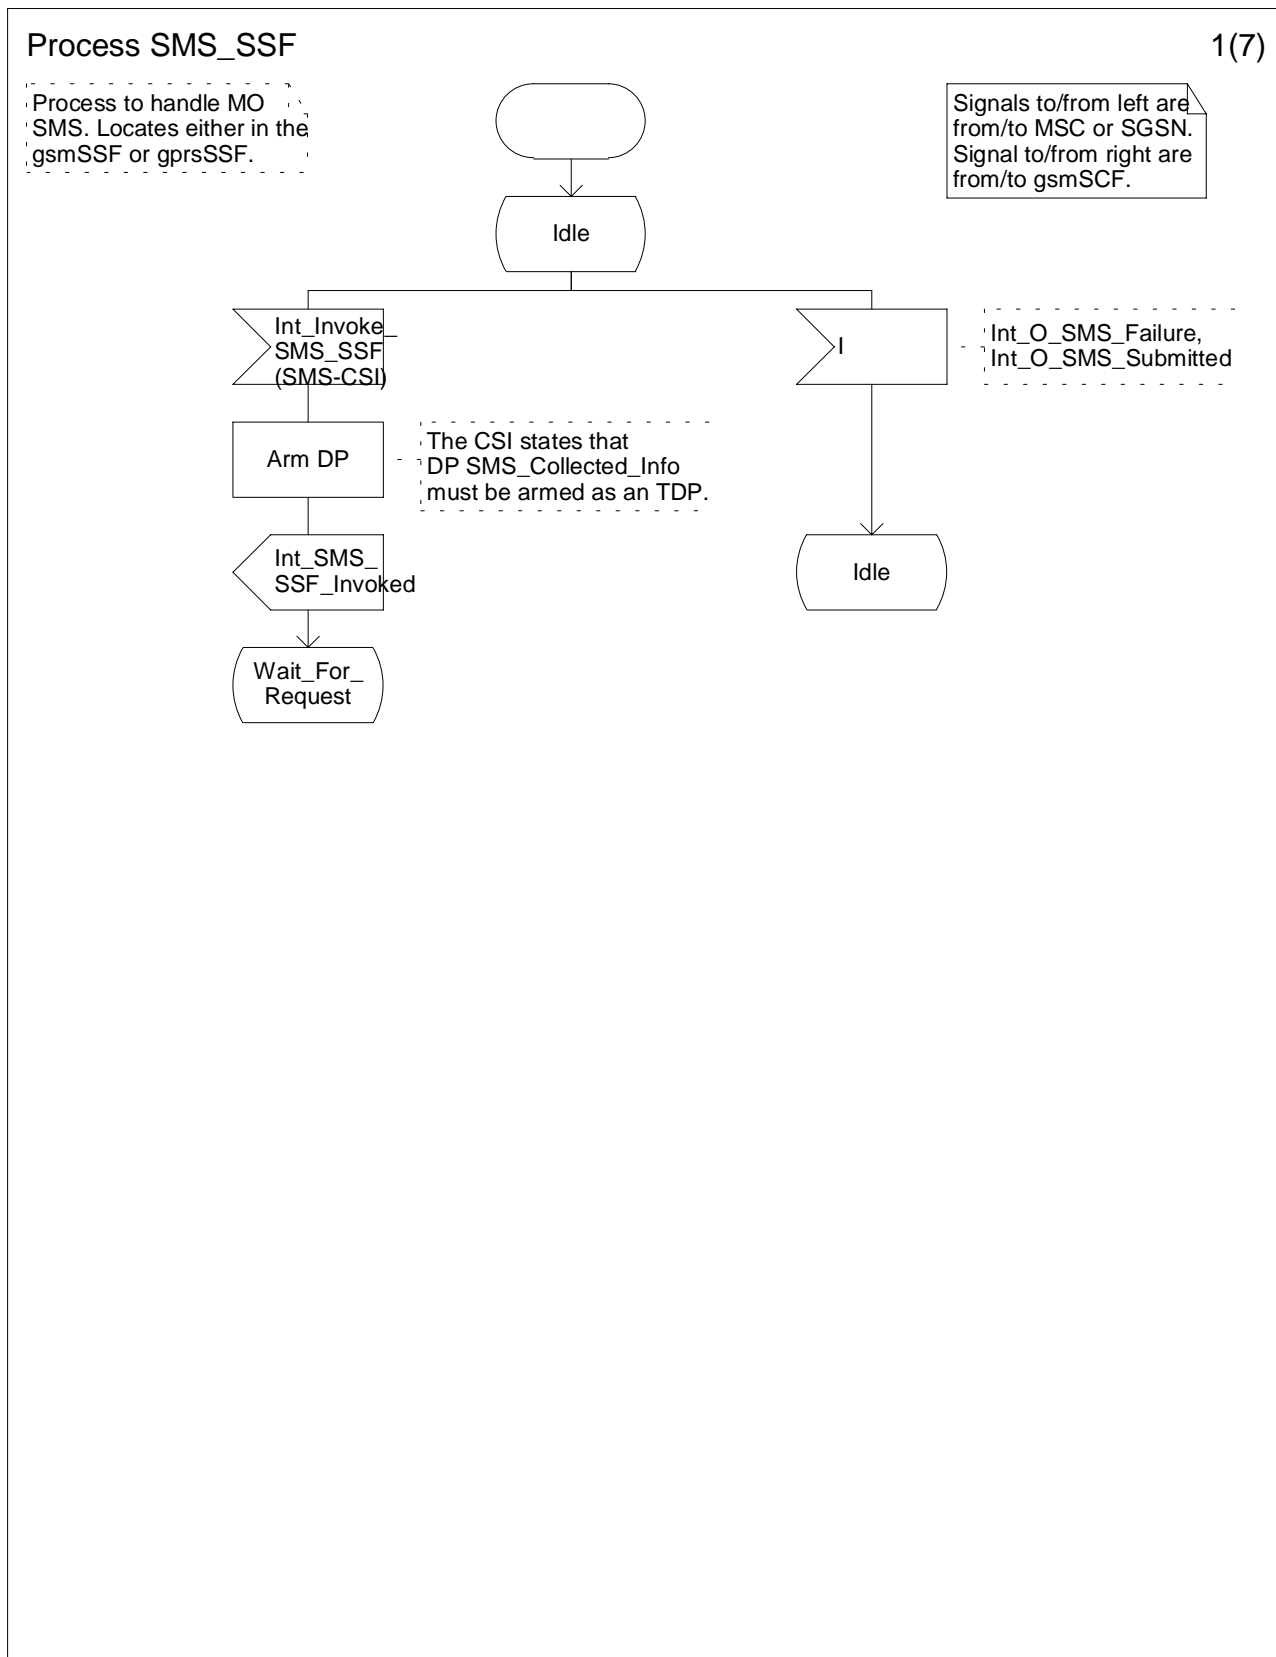 Process SMS_SSF
1(7)
Process to handle MO
SMS. Locates either in the
gsmSSF or gprsSSF.
Signals to/from left are
from/to MSC or SGSN.
Signal to/from right are
from/to gsmSCF.
Idle
Int_Invoke_
SMS_SSF
(SMS-CSI)
I
Int_O_SMS_Failure,
Int_O_SMS_Submitted
Arm DP
The CSI states that
DP SMS_Collected_Info
must be armed as an TDP.
Int_SMS_
SSF_Invoked
Idle
Wait_For_
Request